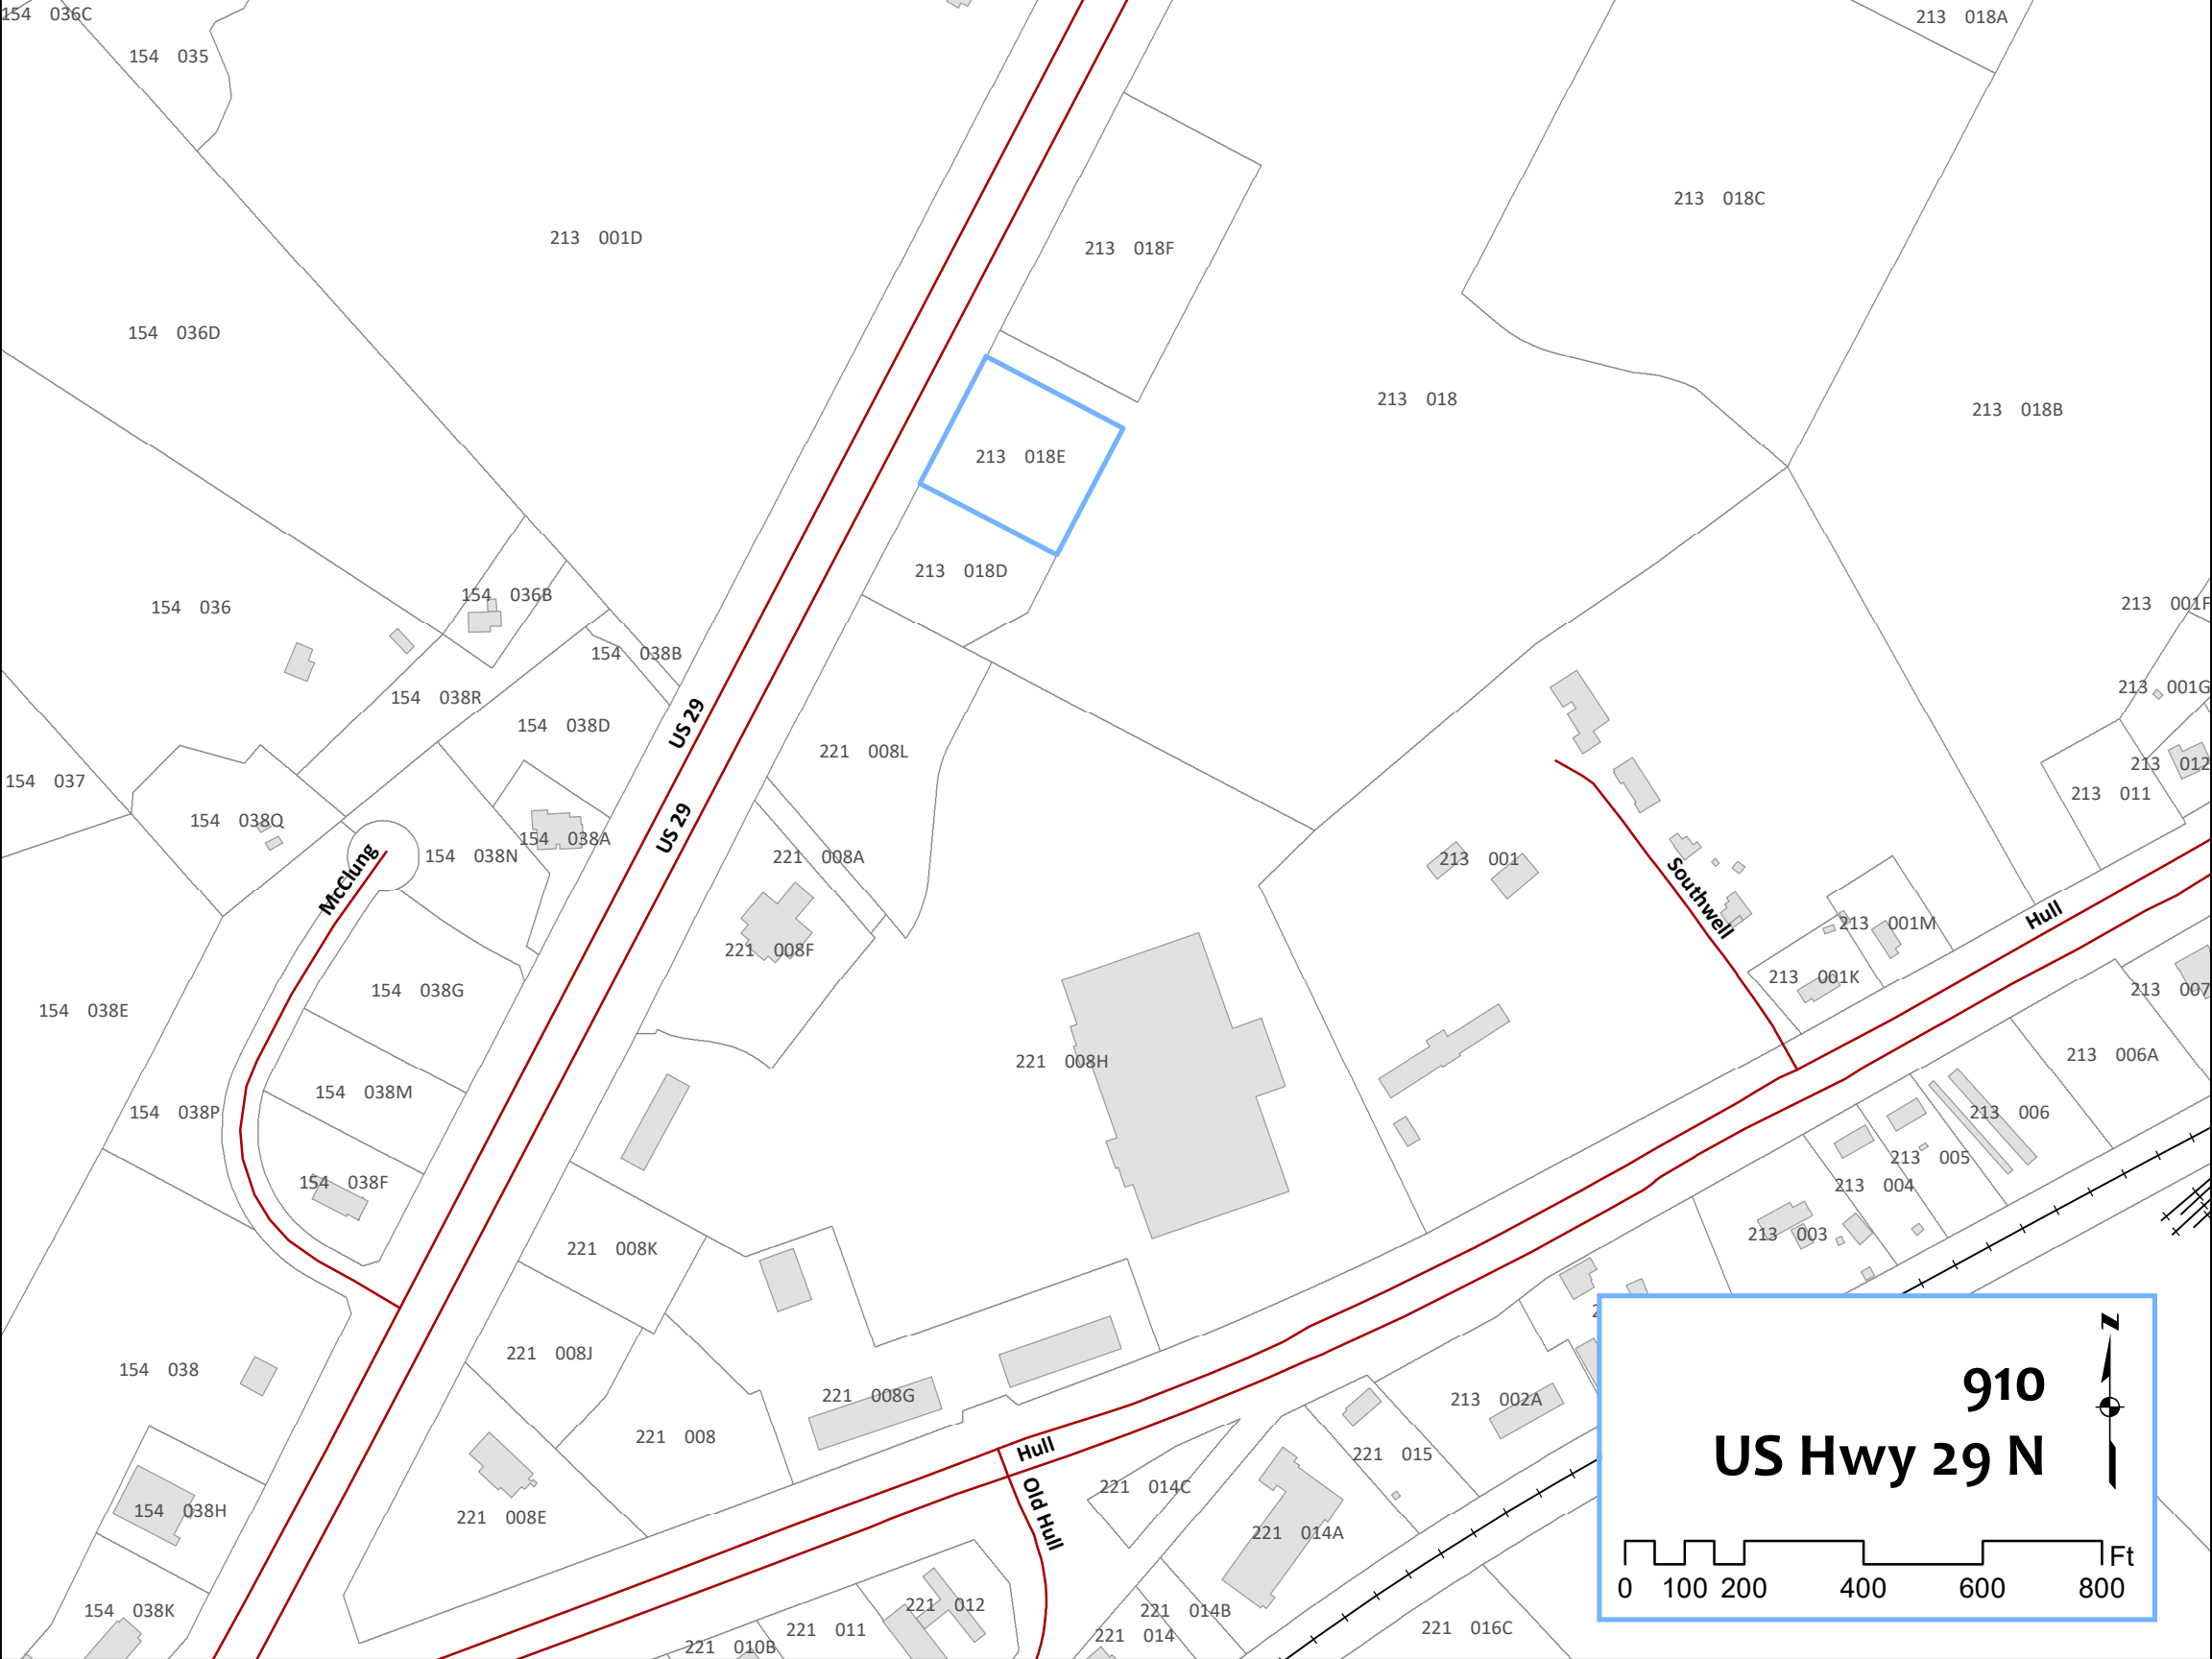 154 036C
213 018A
154 035
213 018C
213 001D
213 018F
154 036D
213 018
213 018B
213 018E
213 018D
154 036B
213 001F
154 036
154 038B
213 001G
154 038R
US 29
154 038D
221 008L
213 012
154 037
213 011
154 038Q
US 29
154 038A
154 038N
221 008A
213 001
McClung
Southwell
Hull
213 001M
221 008F
213 001K
154 038G
213 007
154 038E
213 006A
221 008H
154 038M
154 038P
213 006
213 005
154 038F
213 004
213 003
221 008K
221 008J
154 038
221 008G
213 002A
221 008
Hull
221 015
Old Hull
221 014C
154 038H
221 008E
221 014A
221 012
154 038K
221 014B
221 011
221 014
221 016C
221 010B
910
US Hwy 29 N
N
Ft
0 100 200 400 600 800